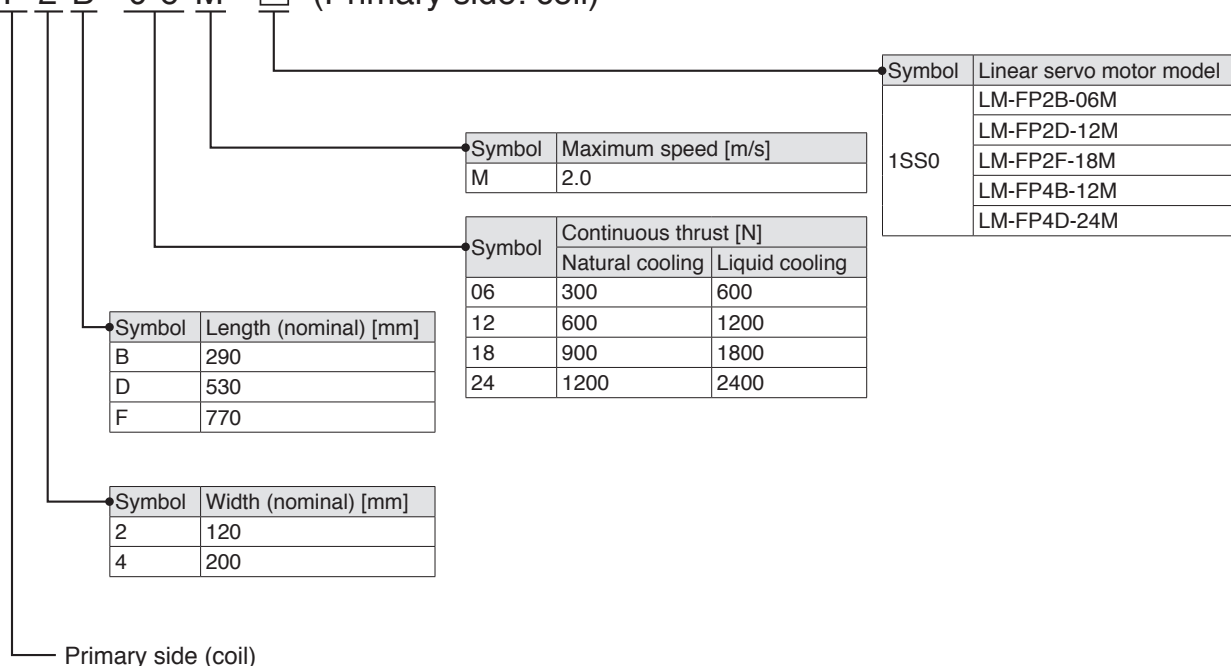 (Primary side: coil)
Symbol Linear servo motor model
1SS0 LM-FP2B-06M
LM-FP2D-12M
LM-FP2F-18M
LM-FP4B-12M
LM-FP4D-24M
Symbol Maximum speed [m/s]
M 2.0
Symbol Continuous thrust [N]
Natural cooling Liquid cooling
06 300 600
12 600 1200
18 900 1800
24 1200 2400
Symbol Length (nominal) [mm]
B 290
D 530
F 770
Symbol Width (nominal) [mm]
2 120
4 200
Primary side (coil)